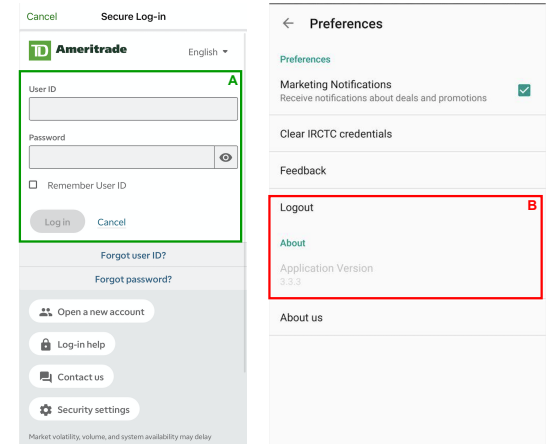 Cancel Secure Log-in
TD Ameritrade English
A
User ID
Password
Remember User ID
Log in Cancel
Forgot user ID?
Forgot password?
Open a new account
Log-in help
Contact us
Security settings
Market volatility, volume, and system availability may delay
Preferences
Preferences
Marketing Notifications
Receive notifications about deals and promotions
Clear IRCTC credentials
Feedback
Logout B
About
Application Version
3.3.3
About us